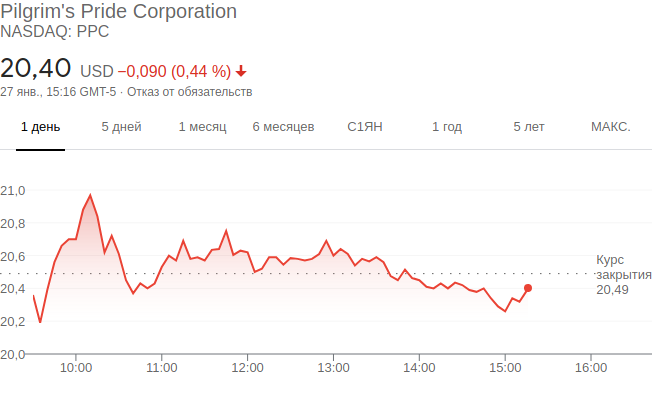 Pilgrim's Pride Corporation
NASDAQ: PPC
20,40 USD −0,090 (0,44 %)
27 янв., 15:16 GMT-5 · Отказ от обязательств
1 день 5 дней 1 месяц 6 месяцев С1ЯН 1 год 5 лет МАКС.
21,0
20,8
20,6
Курс
закрытия
20,49
20,4
20,2
20,0
10:00 11:00 12:00 13:00 14:00 15:00 16:00